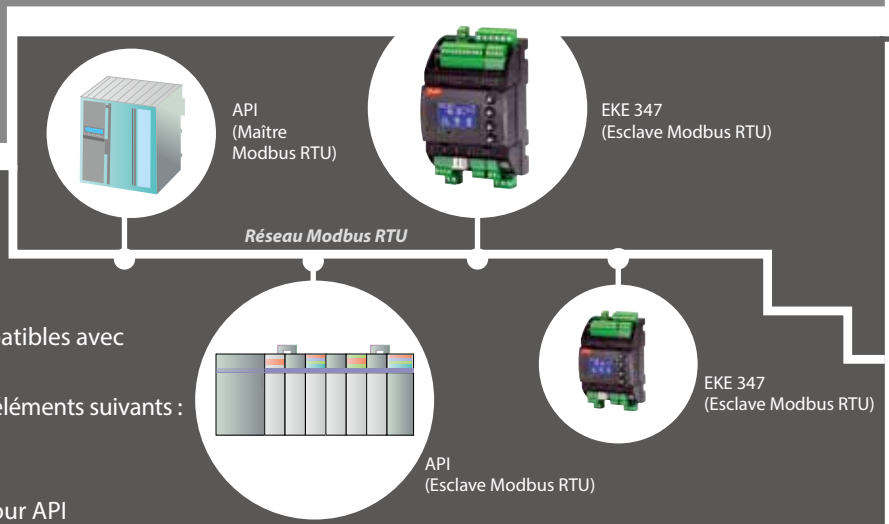 API
(Maître
Modbus RTU)
EKE 347
(Esclave Modbus RTU)
Réseau Modbus RTU
atibles avec
éléments suivants :
EKE 347
(Esclave Modbus RTU)
API
(Esclave Modbus RTU)
our API